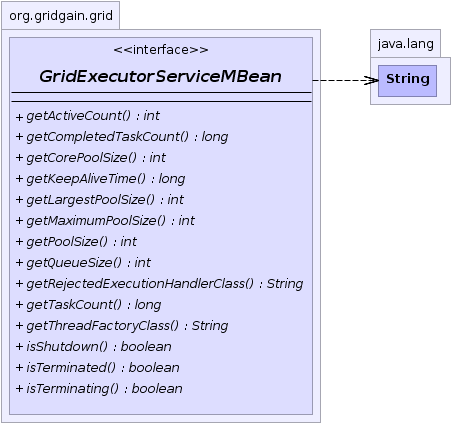 org.gridgain.grid
<<interface>>
GridExecutorServiceMBean
+ getActiveCount() : int
+ getCompletedTaskCount() : long
+ getCorePoolSize() : int
+ getKeepAliveTime() : long
+ getLargestPoolSize() : int
+ getMaximumPoolSize() : int
+ getPoolSize() : int
+ getQueueSize() : int
+ getRejectedExecutionHandlerClass() : String
+ getTaskCount() : long
+ getThreadFactoryClass() : String
+ isShutdown() : boolean
+ isTerminated() : boolean
+ isTerminating() : boolean
java.lang
String